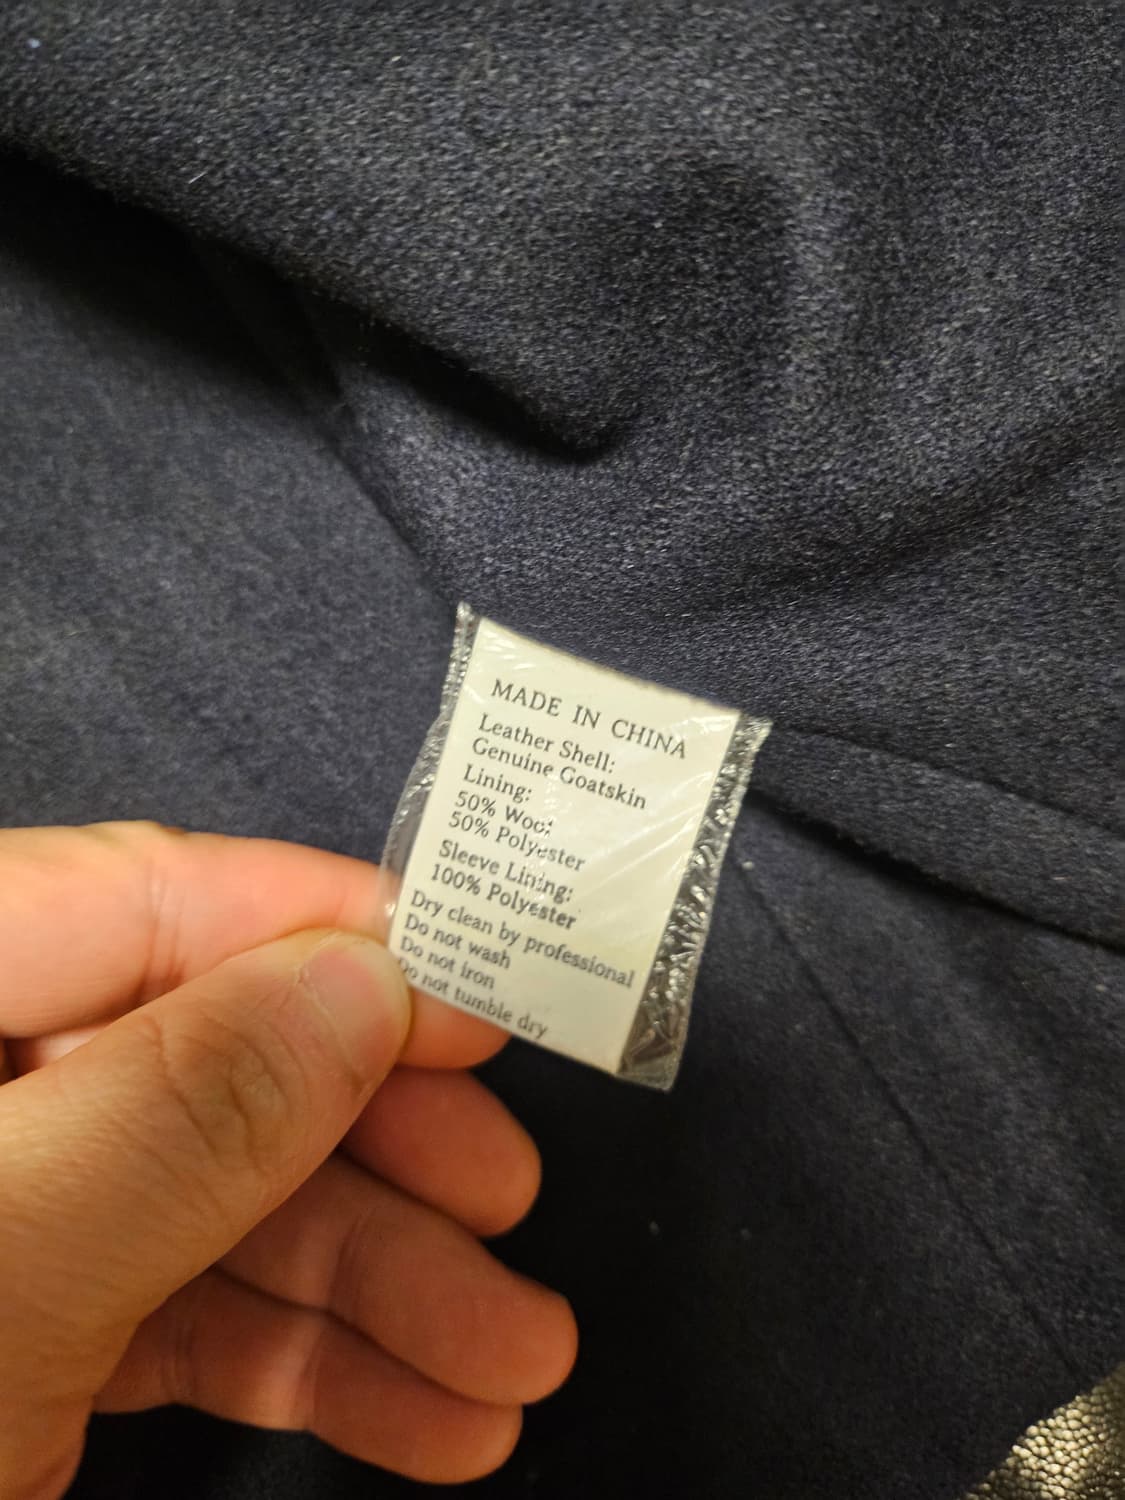 MADE IN CHINA
Leather Shell:
Genuine Goatskin
Lining:
50% Wool
50% Polyester
Sleeve Lining:
100% Polyester
Dry clean by professional
Do not wash
Do not iron
Do not tumble dry